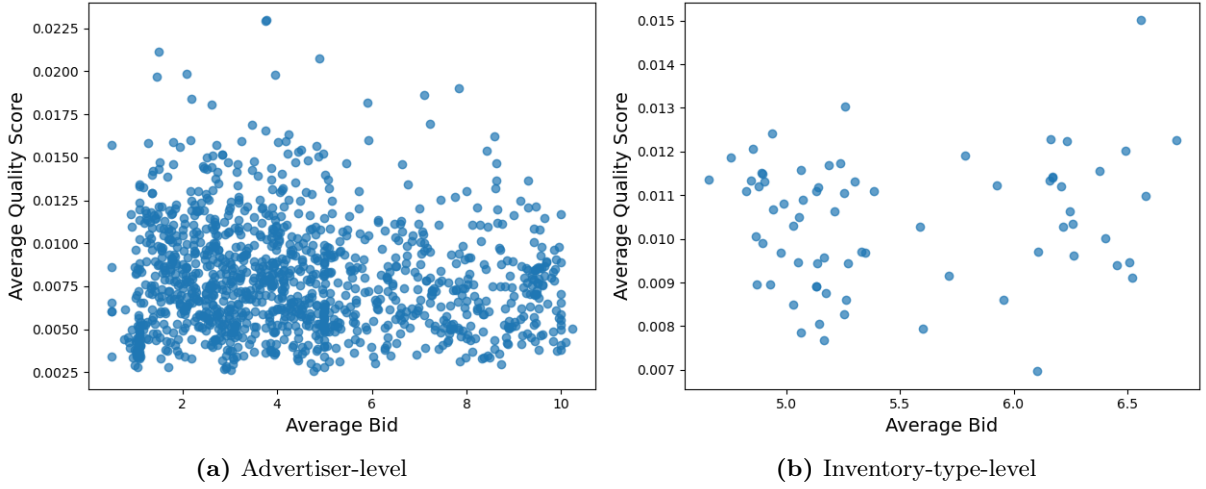 Average Quality Score
0.0225
0.0200
0.0175
0.0150
0.0125
0.0100
0.0075
0.0050
0.0025
2 4 6 8 10
Average Bid
(a) Advertiser-level
Average Quality Score
0.015
0.014
0.013
0.012
0.011
0.010
0.009
0.008
0.007
5.0 5.5 6.0 6.5
Average Bid
(b) Inventory-type-level